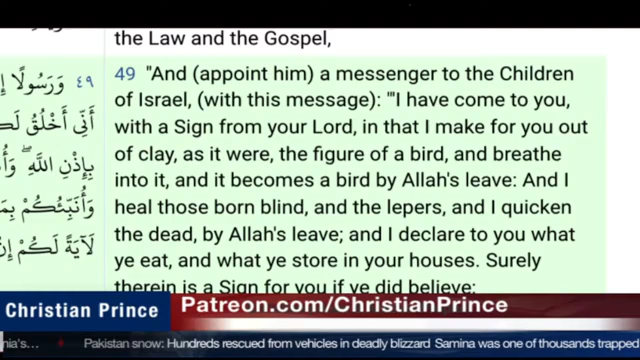 the Law and the Gospel,
٤٩ وَرَسُولًا
أَنِّي أَخْلُقُ
بِإِذْنِ اللَّهِ ۖ
وَأُنَبِّئُكُم
لَآيَةً لَّكُمْ إِن
49 "And (appoint him) a messenger to the Children
of Israel, (with this message): "'I have come to you,
with a Sign from your Lord, in that I make for you out
of clay, as it were, the figure of a bird, and breathe
into it, and it becomes a bird by Allah's leave: And I
heal those born blind, and the lepers, and I quicken
the dead, by Allah's leave; and I declare to you what
ye eat, and what ye store in your houses. Surely
therein is a Sign for you if ye did believe;
Christian Prince
Patreon.com/ChristianPrince
Pakistan snow: Hundreds rescued from vehicles in deadly blizzard Samina was one of thousands trapped